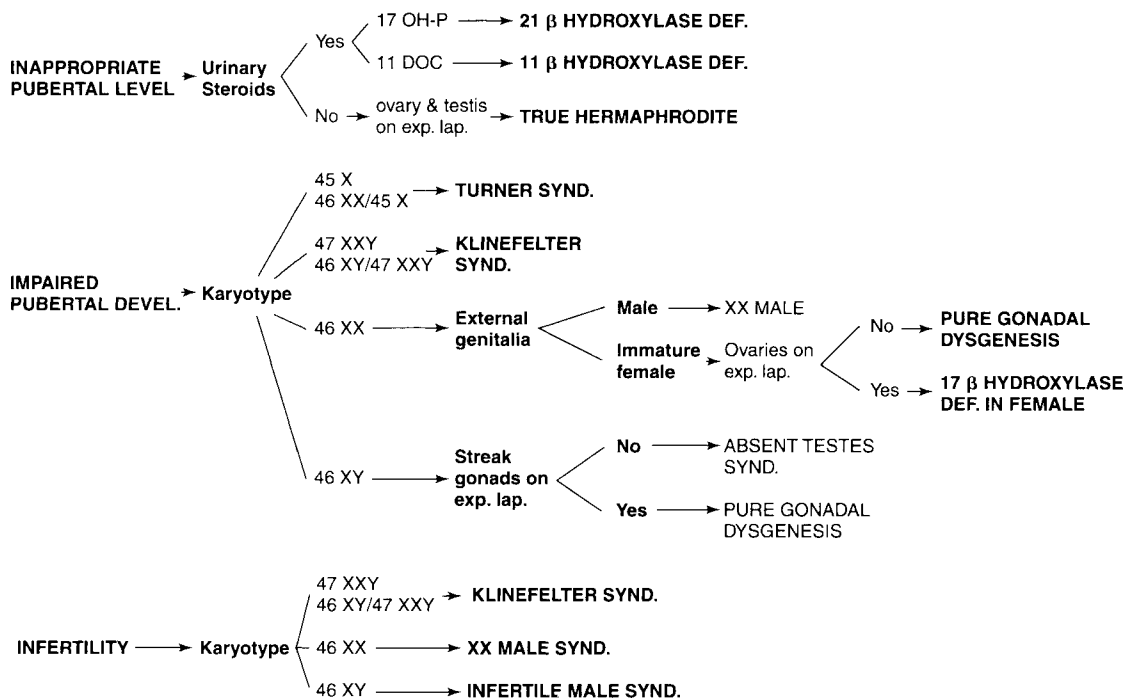 INAPPROPRIATE
PUBERTAL LEVEL
Urinary
Steroids
Yes
17 OH-P
21 β HYDROXYLASE DEF.
11 DOC
11 β HYDROXYLASE DEF.
No
ovary & testis
on exp. lap.
TRUE HERMAPHRODITE
IMPAIRED
PUBERTAL DEVEL.
Karyotype
45 X
46 XX/45 X
TURNER SYND.
47 XXY
46 XY/47 XXY
KLINEFELTER
SYND.
46 XX
External
genitalia
Male
XX MALE
Immature
female
Ovaries on
exp. lap.
No
PURE GONADAL
DYSGENESIS
Yes
17 β HYDROXYLASE
DEF. IN FEMALE
46 XY
Streak
gonads on
exp. lap.
No
ABSENT TESTES
SYND.
Yes
PURE GONADAL
DYSGENESIS
INFERTILITY
Karyotype
47 XXY
46 XY/47 XXY
KLINEFELTER SYND.
46 XX
XX MALE SYND.
46 XY
INFERTILE MALE SYND.